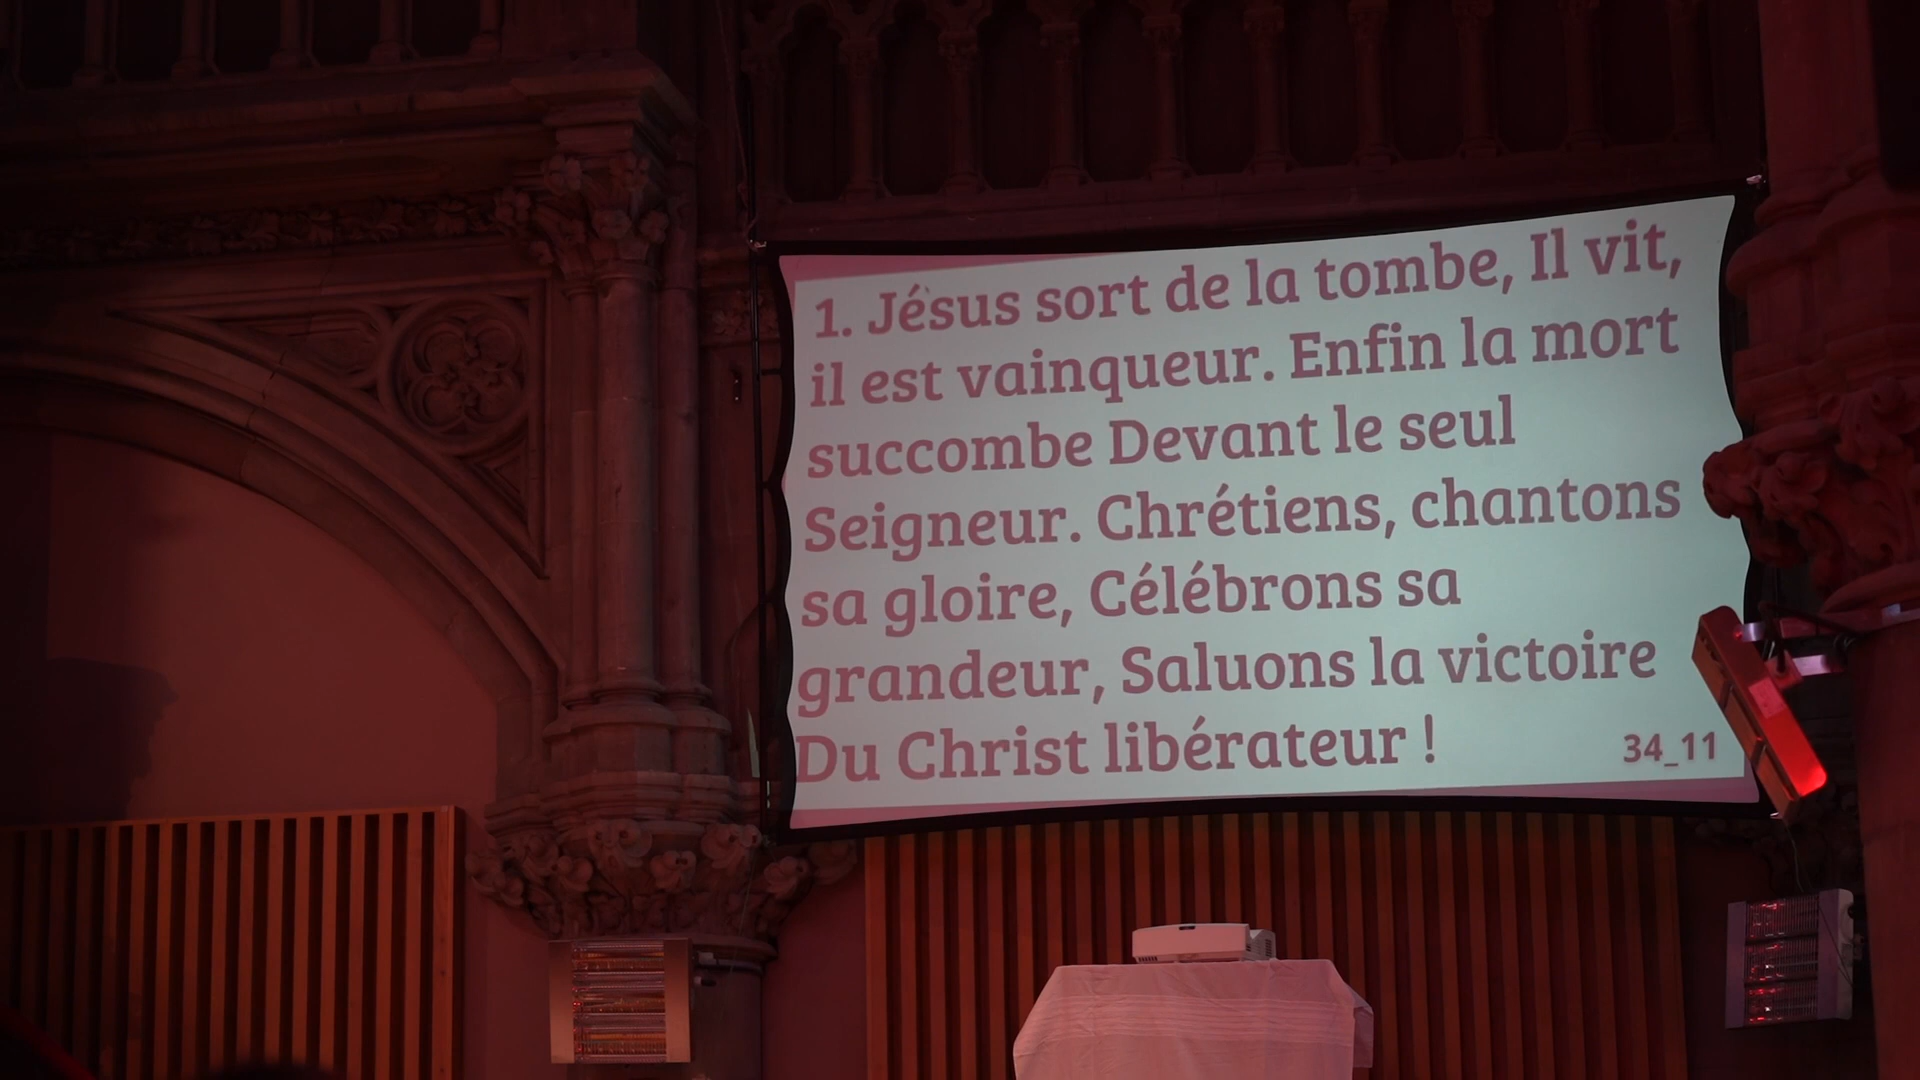 1. Jésus sort de la tombe, Il vit,
il est vainqueur. Enfin la mort
succombe Devant le seul
Seigneur. Chrétiens, chantons
sa gloire, Célébrons sa
grandeur, Saluons la victoire
Du Christ libérateur !
34_11